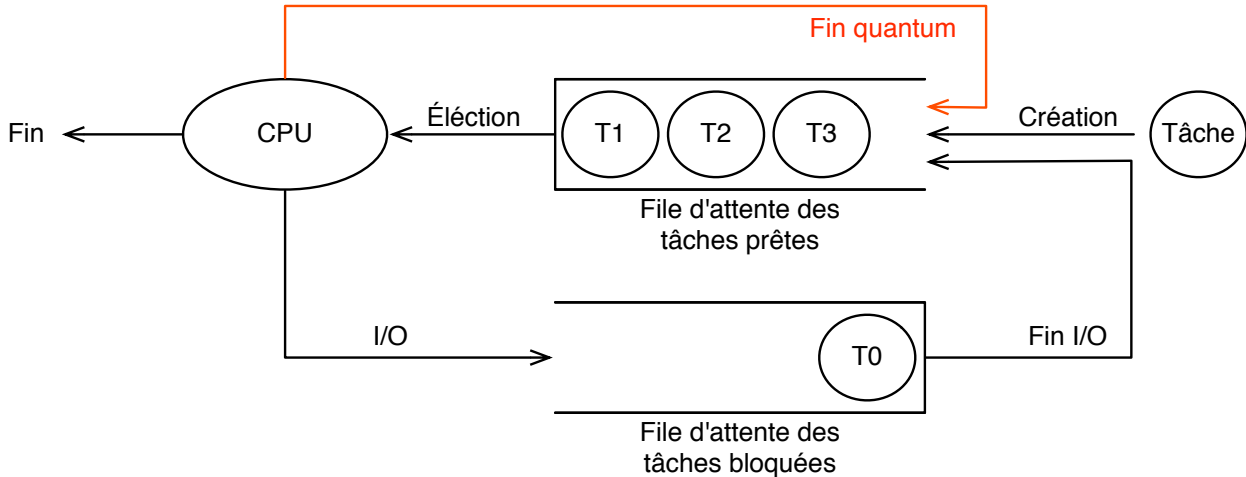 Fin quantum
Fin
CPU
Éléction
T1
T2
T3
Création
Tâche
File d'attente des
tâches prêtes
I/O
T0
Fin I/O
File d'attente des
tâches bloquées